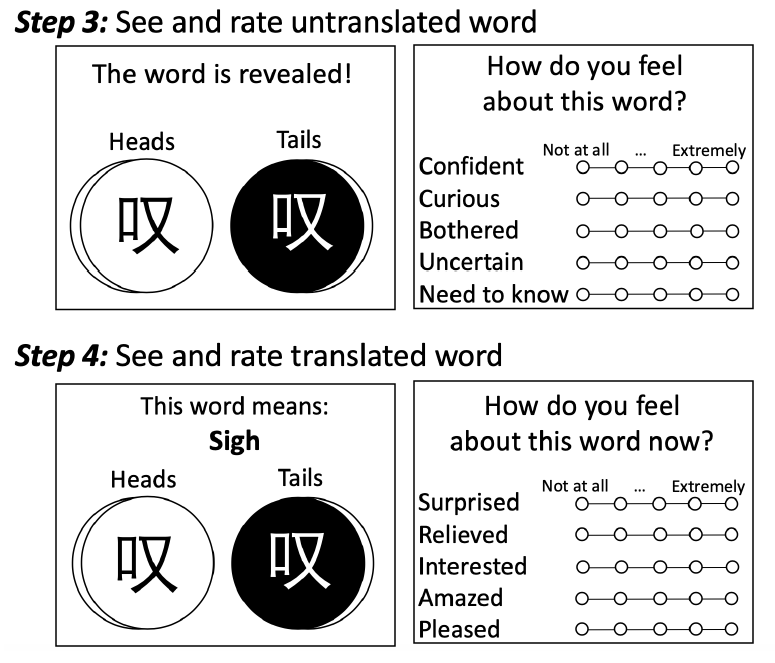 Step 3: See and rate untranslated word
The word is revealed!
Heads
Tails
叹
叹
How do you feel
about this word?
Not at all ... Extremely
Confident
Curious
Bothered
Uncertain
Need to know
Step 4: See and rate translated word
This word means:
Sigh
Heads
Tails
叹
叹
How do you feel
about this word now?
Not at all ... Extremely
Surprised
Relieved
Interested
Amazed
Pleased